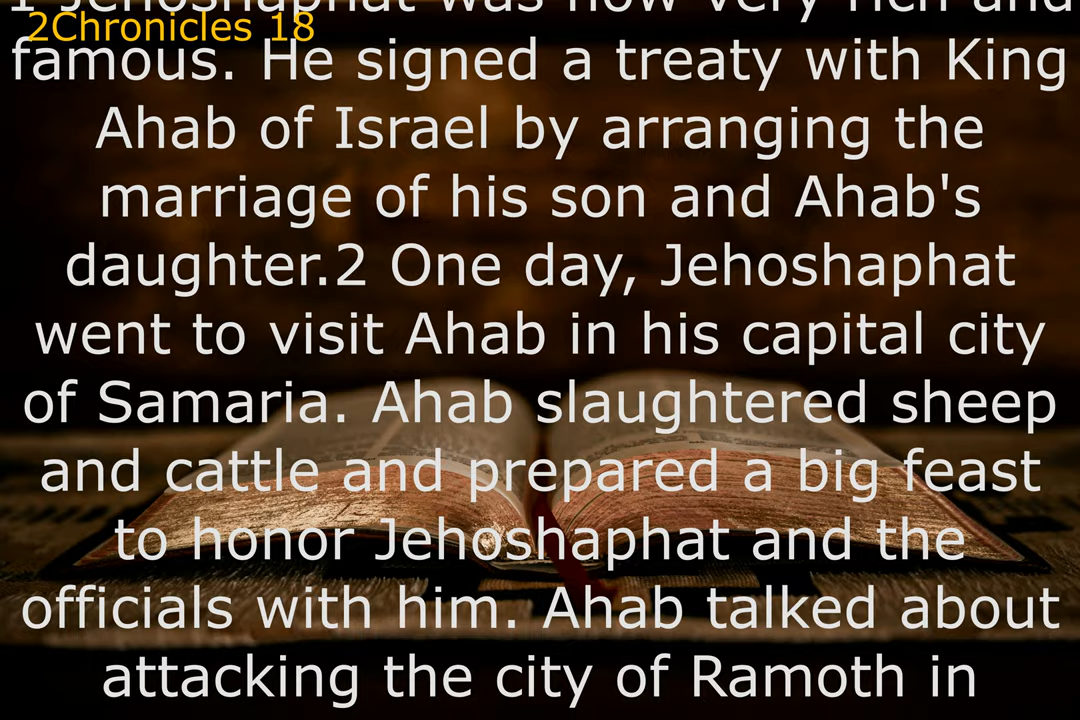 1 Jehoshaphat was now very rich and
2Chronicles 18
famous. He signed a treaty with King
Ahab of Israel by arranging the
marriage of his son and Ahab's
daughter.2 One day, Jehoshaphat
went to visit Ahab in his capital city
of Samaria. Ahab slaughtered sheep
and cattle and prepared a big feast
to honor Jehoshaphat and the
officials with him. Ahab talked about
attacking the city of Ramoth in